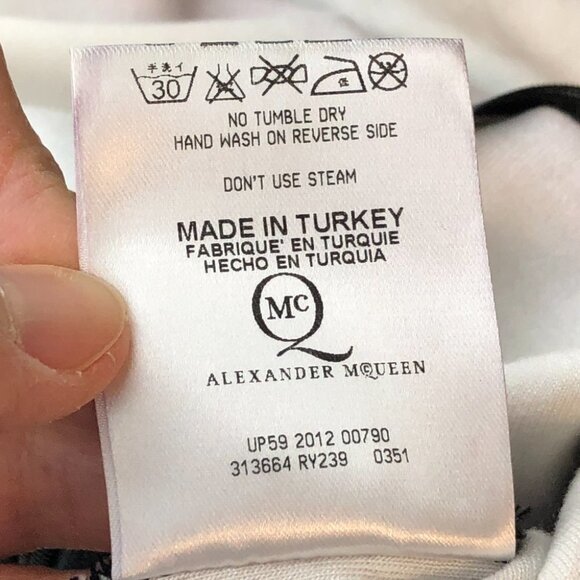 手洗イ
30
低
NO TUMBLE DRY
HAND WASH ON REVERSE SIDE
DON'T USE STEAM
MADE IN TURKEY
FABRIQUE' EN TURQUIE
HECHO EN TURQUIA
McQ
ALEXANDER McQUEEN
UP59 2012 00790
313664 RY239 0351